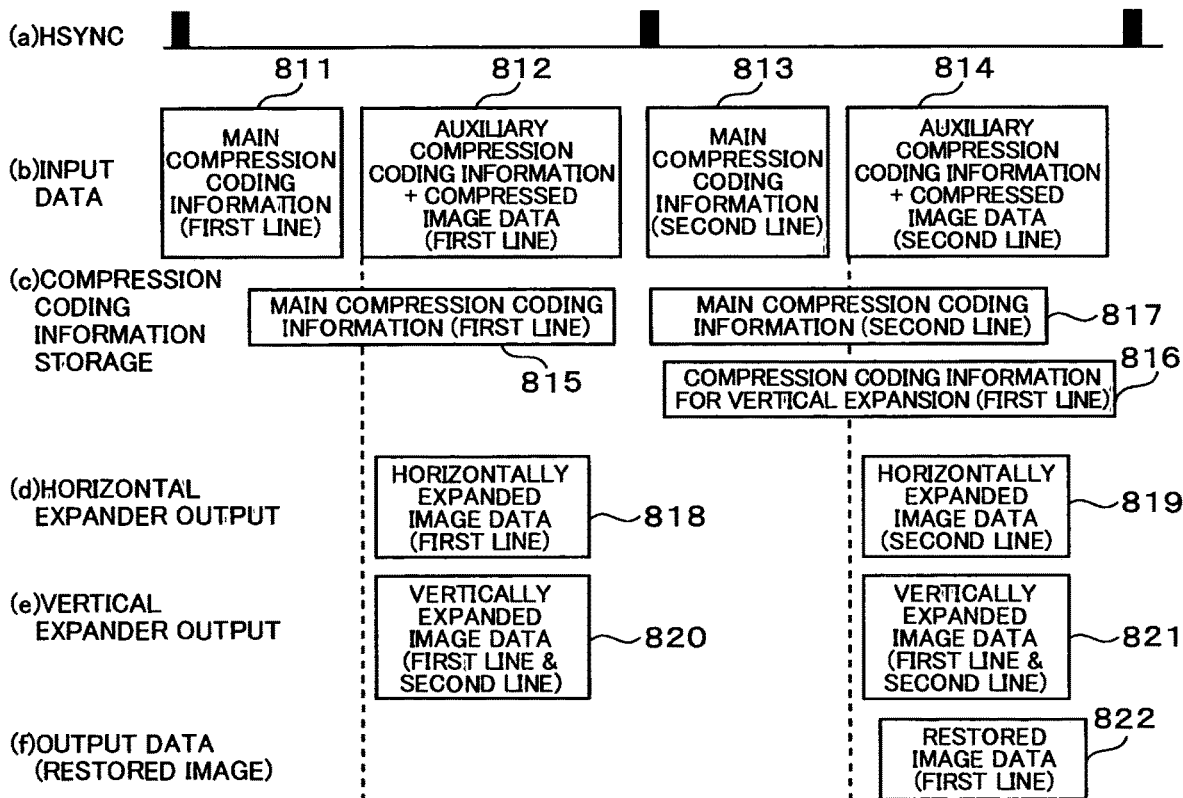 (a)HSYNC
811
812
813
814
(b)INPUT
DATA
MAIN
COMPRESSION
CODING
INFORMATION
(FIRST LINE)
AUXILIARY
COMPRESSION
CODING INFORMATION
+ COMPRESSED
IMAGE DATA
(FIRST LINE)
MAIN
COMPRESSION
CODING
INFORMATION
(SECOND LINE)
AUXILIARY
COMPRESSION
CODING INFORMATION
+ COMPRESSED
IMAGE DATA
(SECOND LINE)
(c)COMPRESSION
CODING
INFORMATION
STORAGE
MAIN COMPRESSION CODING
INFORMATION (FIRST LINE)
815
MAIN COMPRESSION CODING
INFORMATION (SECOND LINE)
817
COMPRESSION CODING INFORMATION
FOR VERTICAL EXPANSION (FIRST LINE)
816
(d)HORIZONTAL
EXPANDER OUTPUT
HORIZONTALLY
EXPANDED
IMAGE DATA
(FIRST LINE)
818
HORIZONTALLY
EXPANDED
IMAGE DATA
(SECOND LINE)
819
(e)VERTICAL
EXPANDER OUTPUT
VERTICALLY
EXPANDED
IMAGE DATA
(FIRST LINE &
SECOND LINE)
820
VERTICALLY
EXPANDED
IMAGE DATA
(FIRST LINE &
SECOND LINE)
821
(f)OUTPUT DATA
(RESTORED IMAGE)
RESTORED
IMAGE DATA
(FIRST LINE)
822